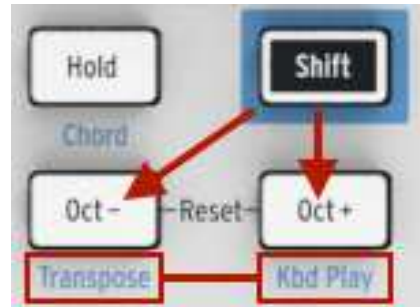 Hold Shift
Chord
Oct - Reset Oct +
Transpose Kbd Play